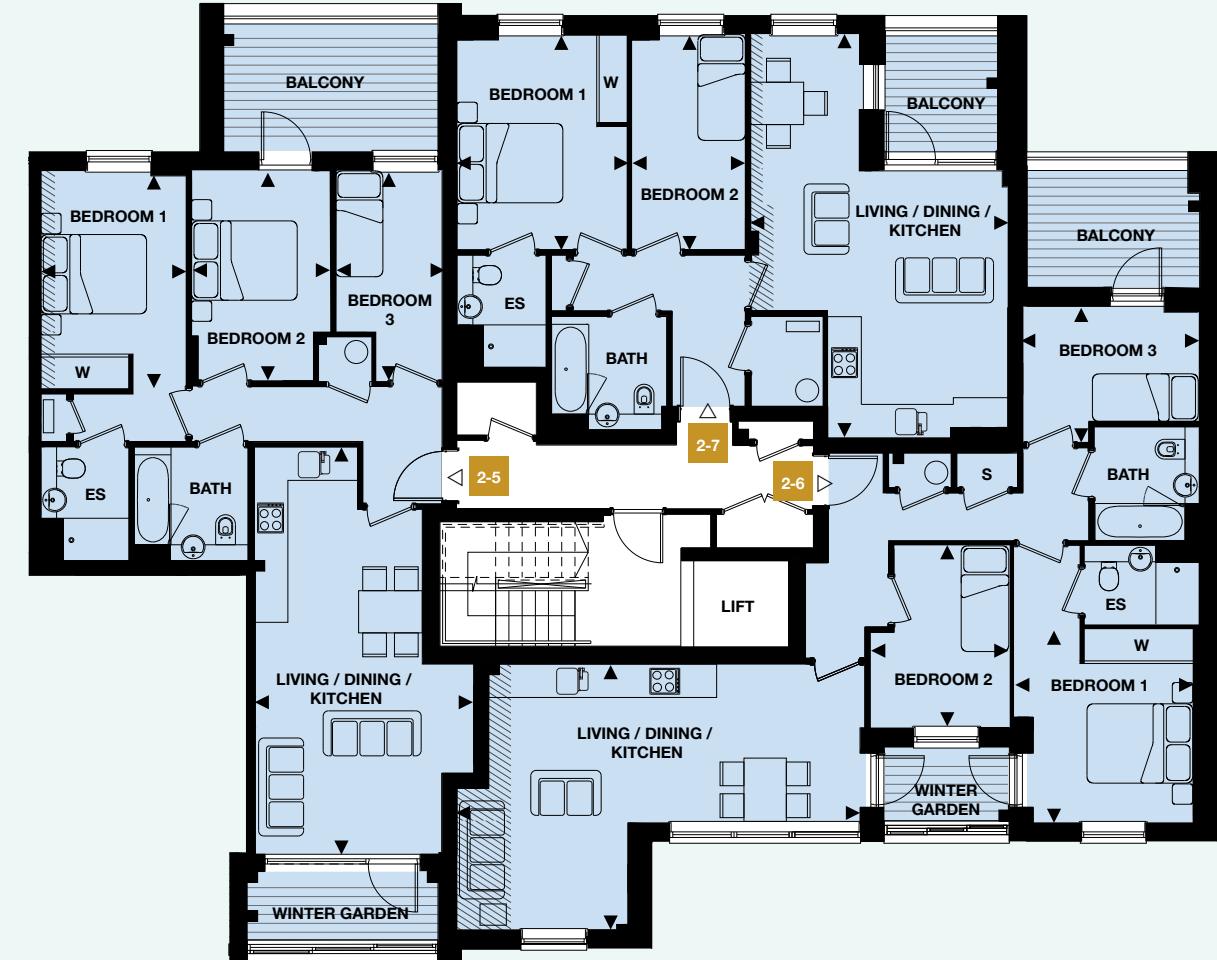 BALCONY
BEDROOM 1
W
BEDROOM 2
BALCONY
BEDROOM 1
BEDROOM 2
BEDROOM
3
W
ES
BATH
LIVING / DINING /
KITCHEN
BALCONY
BEDROOM 3
ES
BATH
2-5
2-7
2-6
S
BATH
ES
W
LIFT
BEDROOM 2
BEDROOM 1
LIVING / DINING /
KITCHEN
LIVING / DINING /
KITCHEN
WINTER
GARDEN
WINTER GARDEN